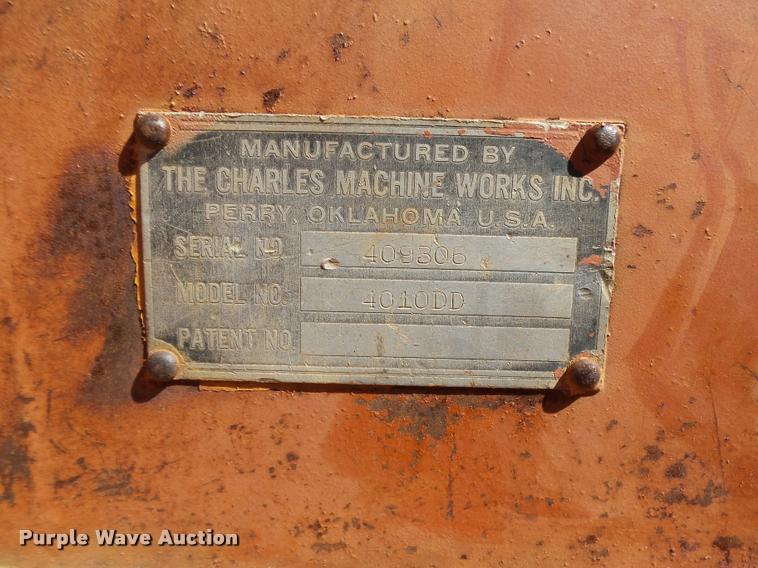 MANUFACTURED BY
THE CHARLES MACHINE WORKS INC.
PERRY, OKLAHOMA U.S.A.
SERIAL NO. 409306
MODEL NO. 4010DD
PATENT NO. -
Purple Wave Auction